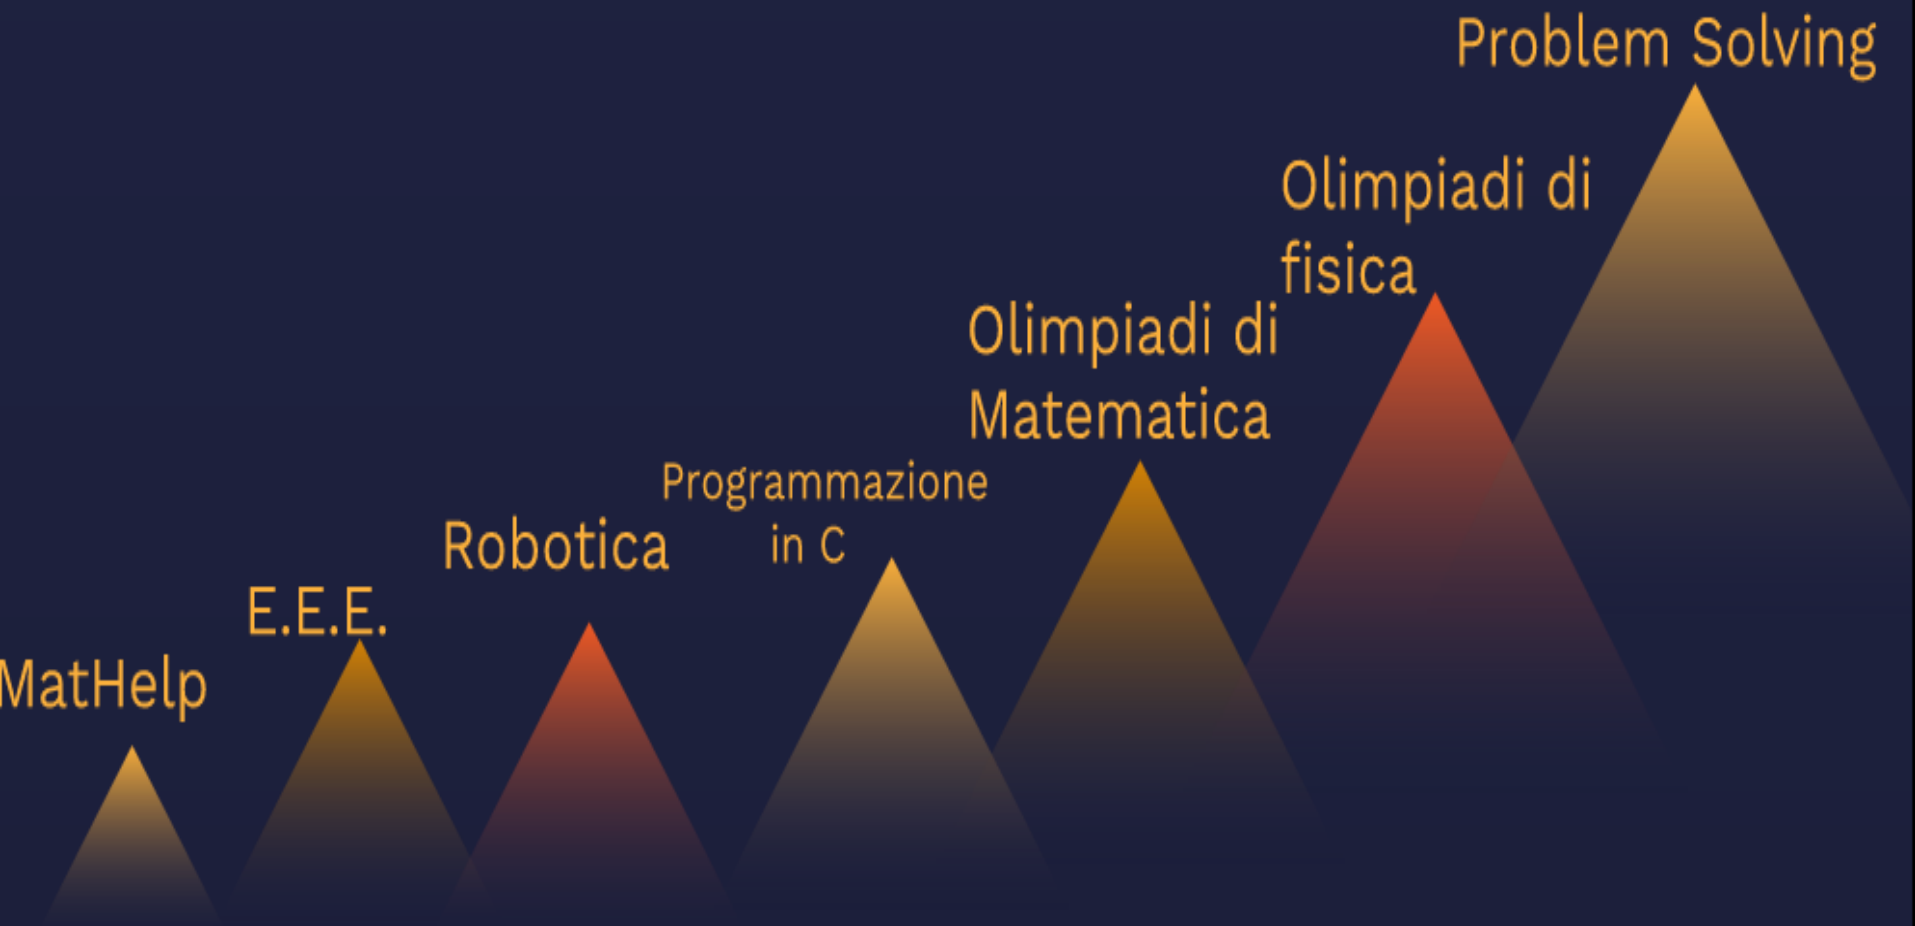 Problem Solving
Olimpiadi di
fisica
Olimpiadi di
Matematica
Programmazione
in C
Robotica
E.E.E.
MatHelp